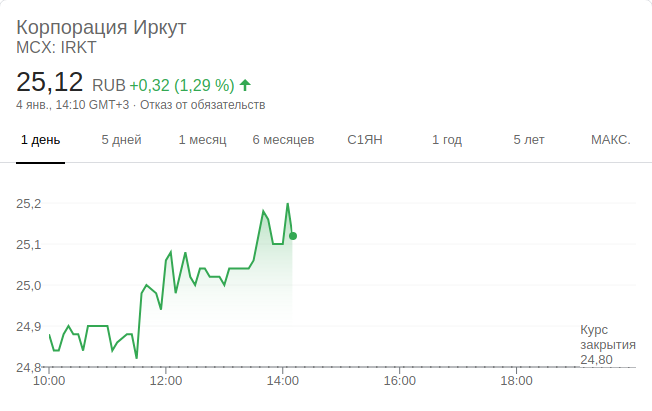 Корпорация Иркут
MCX: IRKT
25,12 RUB +0,32 (1,29 %)
4 янв., 14:10 GMT+3 · Отказ от обязательств
1 день 5 дней 1 месяц 6 месяцев С1ЯН 1 год 5 лет МАКС.
25,2
25,1
25,0
24,9
24,8
Курс
закрытия
24,80
10:00 12:00 14:00 16:00 18:00